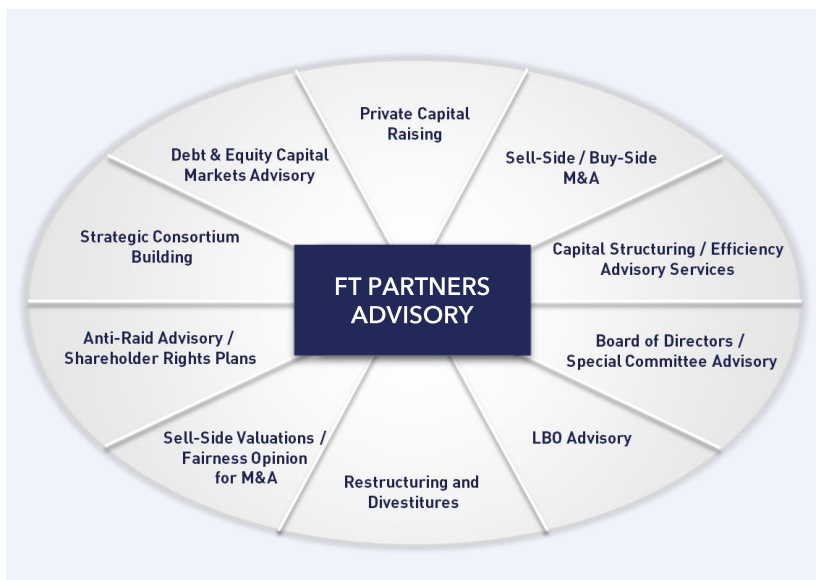 Private Capital
Raising
Sell-Side / Buy-Side
M&A
Capital Structuring / Efficiency
Advisory Services
Board of Directors /
Special Committee Advisory
LBO Advisory
Restructuring and
Divestitures
Sell-Side Valuations /
Fairness Opinion
for M&A
Anti-Raid Advisory /
Shareholder Rights Plans
Strategic Consortium
Building
Debt & Equity Capital
Markets Advisory
FT PARTNERS
ADVISORY